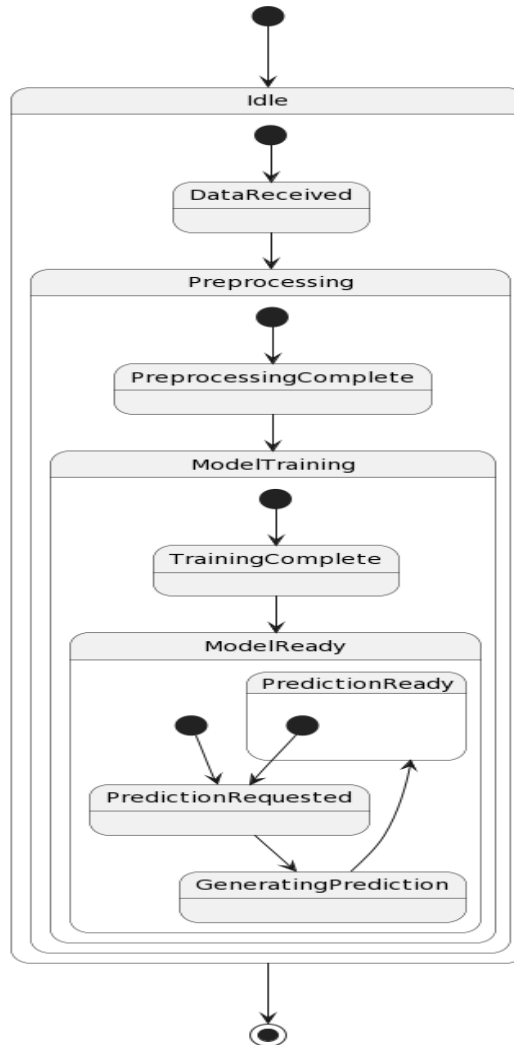 Idle
DataReceived
Preprocessing
PreprocessingComplete
ModelTraining
TrainingComplete
ModelReady
PredictionReady
PredictionRequested
GeneratingPrediction